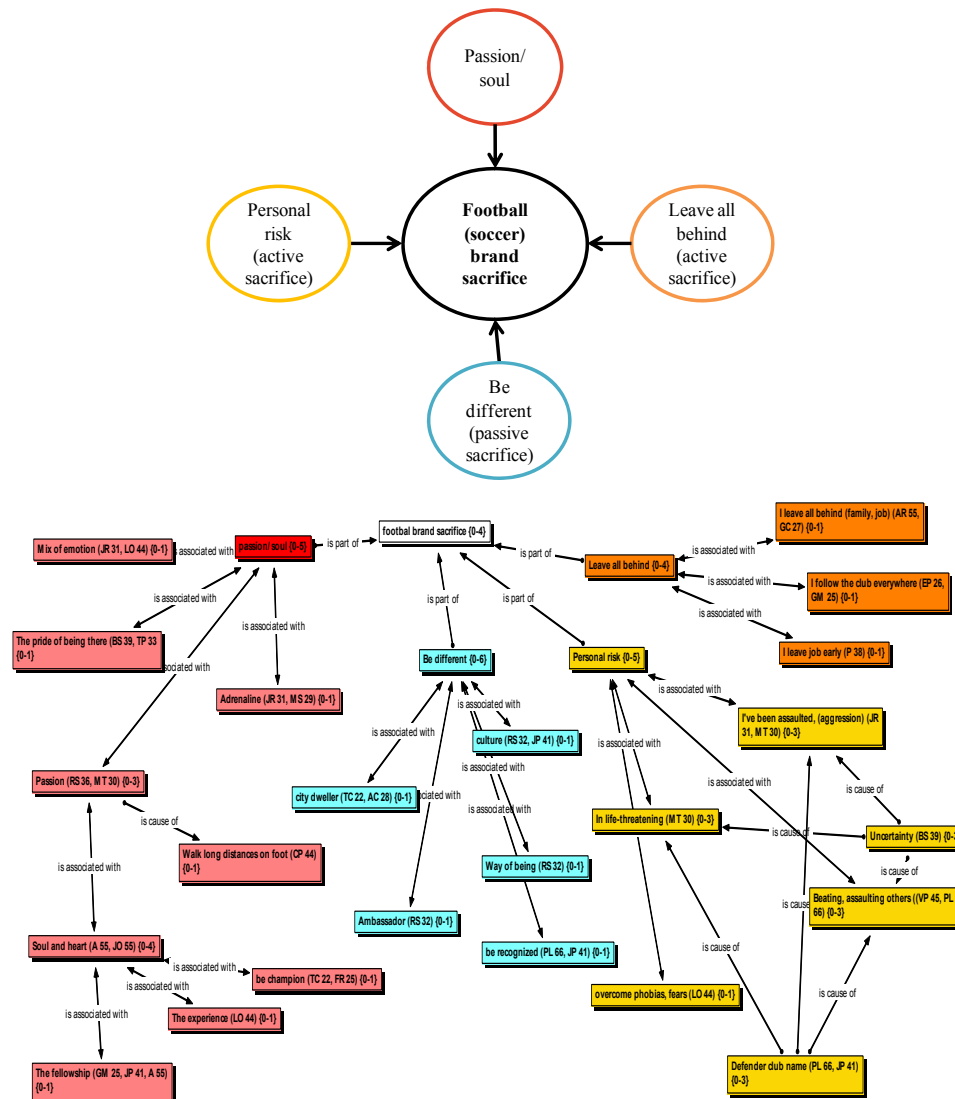 Passion/
soul
Personal
risk
(active
sacrifice)
Football
(soccer)
brand
sacrifice
Leave all
behind
(active
sacrifice)
Be
different
(passive
sacrifice)
footbal brand sacrifice {0-4}
I leave all behind (family, job) (AR 55,
GC 27) {0-1}
Mix of emotion (JR 31, LO 44) {0-1}
is associated with
passion/soul {0-5}
is part of
is part of
is associated with
Leave all behind {0-4}
is associated with
I follow the club everywhere (EP 26,
GM 25) {0-1}
is associated with
is part of
is part of
is associated with
The pride of being there (BS 39, TP 33
{0-1}
is associated with
I leave job early (P 38) {0-1}
Be different {0-6}
Personal risk {0-5}
sociated with
is associated with
Adrenaline (JR 31, MS 29) {0-1}
is associated with
I've been assaulted, (aggression) (JR
31, MT 30) {0-3}
is associated with
culture (RS 32, JP 41) {0-1}
is associated with
is associated with
is associated with
Passion (RS 36, MT 30) {0-3}
is cause of
city dweller (TC 22, AC 28) {0-1}
ociated with
is associated with
is cause of
In life-threatening (MT 30) {0-3}
is cause of
Uncertainty (BS 39) {0-3
Walk long distances on foot (CP 44)
{0-1}
is associated with
Way of being (RS 32) {0-1}
is cause of
Beating, assaulting others ((VP 45, PL
66) {0-3}
is cause
Ambassador (RS 32) {0-1}
Soul and heart (A 55, JO 55) {0-4}
be recognized (PL 66, JP 41) {0-1}
is cause of
is associated with
be champion (TC 22, FR 25) {0-1}
is associated with
overcome phobias, fears (LO 44) {0-1}
is cause of
is associated with
The experience (LO 44) {0-1}
The fellowship (GM 25, JP 41, A 55)
{0-1}
Defender club name (PL 66, JP 41)
{0-3}